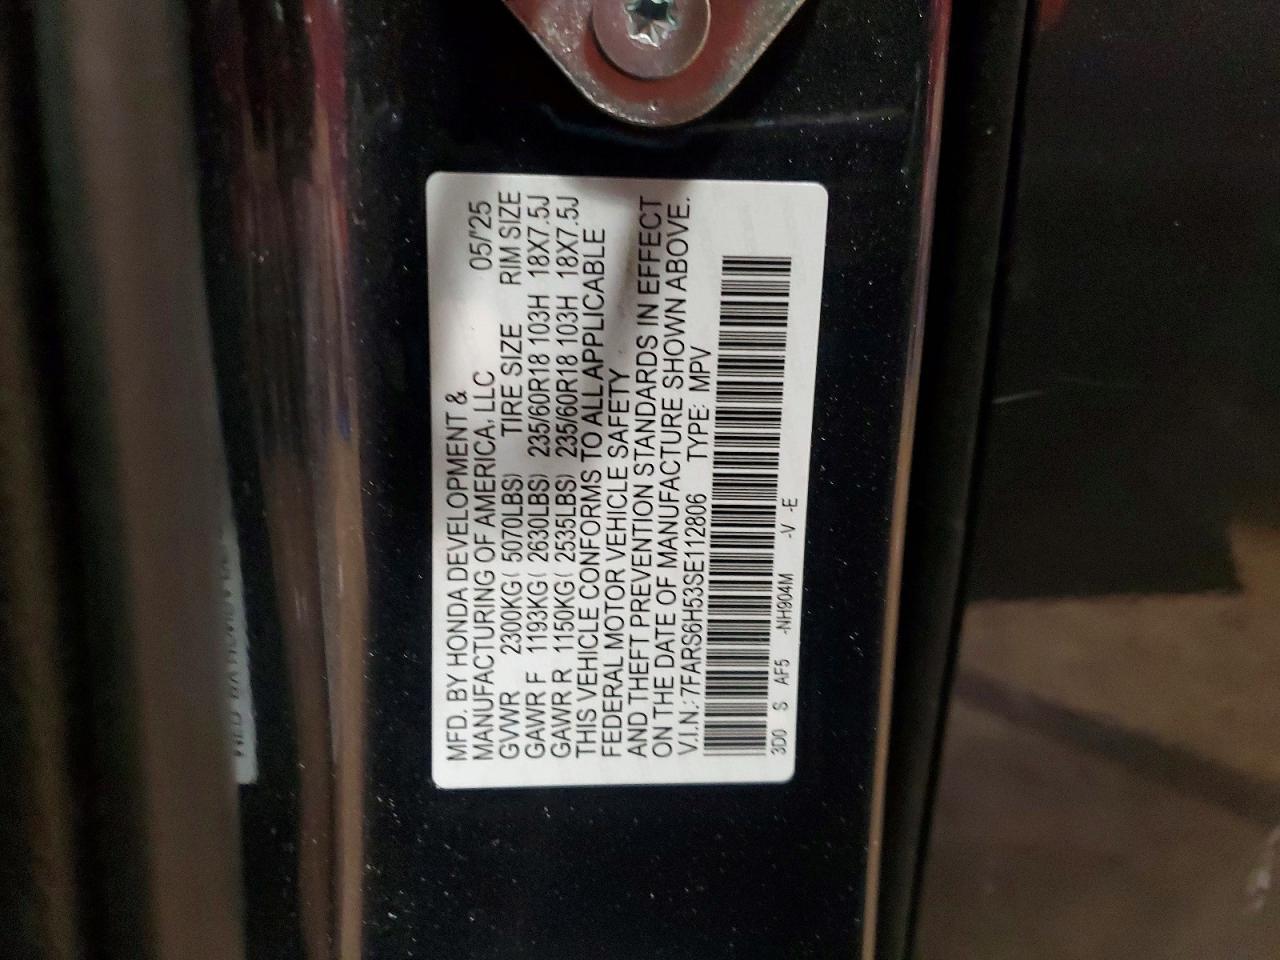 MFD. BY HONDA DEVELOPMENT &
MANUFACTURING OF AMERICA, LLC 05/'25
GVWR 2300KG( 5070LBS) TIRE SIZE RIM SIZE
GAWR F 1193KG( 2630LBS) 235/60R18 103H 18X7.5J
GAWR R 1150KG( 2535LBS) 235/60R18 103H 18X7.5J
THIS VEHICLE CONFORMS TO ALL APPLICABLE
FEDERAL MOTOR VEHICLE SAFETY
AND THEFT PREVENTION STANDARDS IN EFFECT
ON THE DATE OF MANUFACTURE SHOWN ABOVE.
V.I.N.:7FARS6H53SE112806 TYPE: MPV
3D0 S AF5 -NH904M -V -E